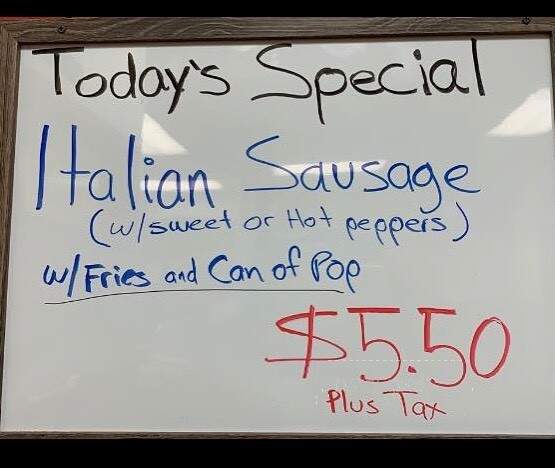 Today's Special
Italian Sausage
(w/sweet or Hot peppers)
w/Fries and Can of Pop
$5.50
Plus Tax